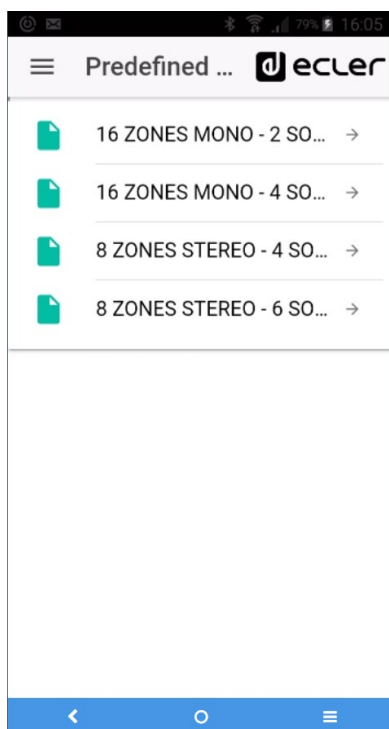 79% 16:05
Predefined ... ecler
16 ZONES MONO - 2 SO...
16 ZONES MONO - 4 SO...
8 ZONES STEREO - 4 SO...
8 ZONES STEREO - 6 SO...